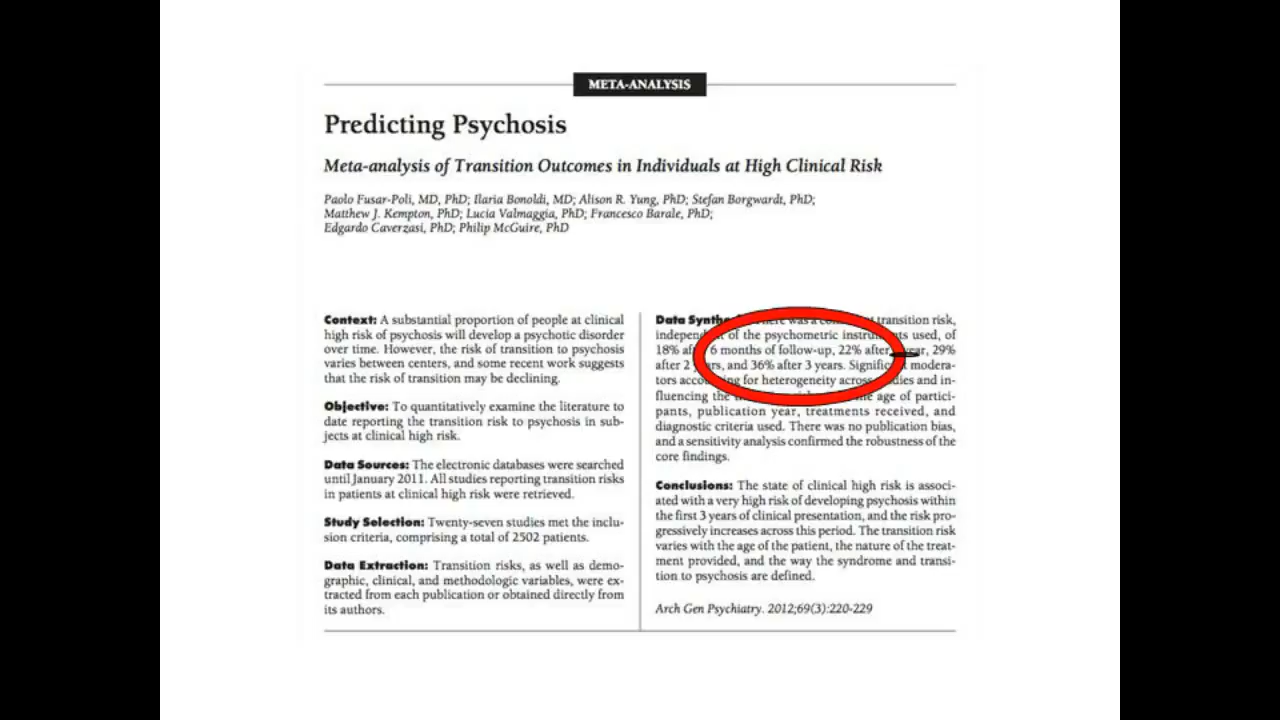 META-ANALYSIS
Predicting Psychosis
Meta-analysis of Transition Outcomes in Individuals at High Clinical Risk
Paolo Fusar-Poli, MD, PhD; Ilaria Bonoldi, MD; Alison R. Yung, PhD; Stefan Borgwardt, PhD;
Matthew J. Kempton, PhD; Lucia Valmaggia, PhD; Francesco Barale, PhD;
Edgardo Caverzasi, PhD; Philip McGuire, PhD
Context: A substantial proportion of people at clinical
high risk of psychosis will develop a psychotic disorder
over time. However, the risk of transition to psychosis
varies between centers, and some recent work suggests
that the risk of transition may be declining.
Objective: To quantitatively examine the literature to
date reporting the transition risk to psychosis in sub-
jects at clinical high risk.
Data Sources: The electronic databases were searched
until January 2011. All studies reporting transition risks
in patients at clinical high risk were retrieved.
Study Selection: Twenty-seven studies met the inclu-
sion criteria, comprising a total of 2502 patients.
Data Extraction: Transition risks, as well as demo-
graphic, clinical, and methodologic variables, were ex-
tracted from each publication or obtained directly from
its authors.
Data was a transition risk,
of the psychometric used, of
18% 6 months of follow-up, 22% after 29%
after 2 and 36% after 3 years. modera-
tors for heterogeneity across and in-
fluencing the age of partici-
pants, publication year, treatments received, and
diagnostic criteria used. There was no publication bias,
and a sensitivity analysis confirmed the robustness of the
core findings.
Conclusions: The state of clinical high risk is associ-
ated with a very high risk of developing psychosis within
the first 3 years of clinical presentation, and the risk pro-
gressively increases across this period. The transition risk
varies with the age of the patient, the nature of the treat-
ment provided, and the way the syndrome and transi-
tion to psychosis are defined.
Arch Gen Psychiatry. 2012;69(3):220-229